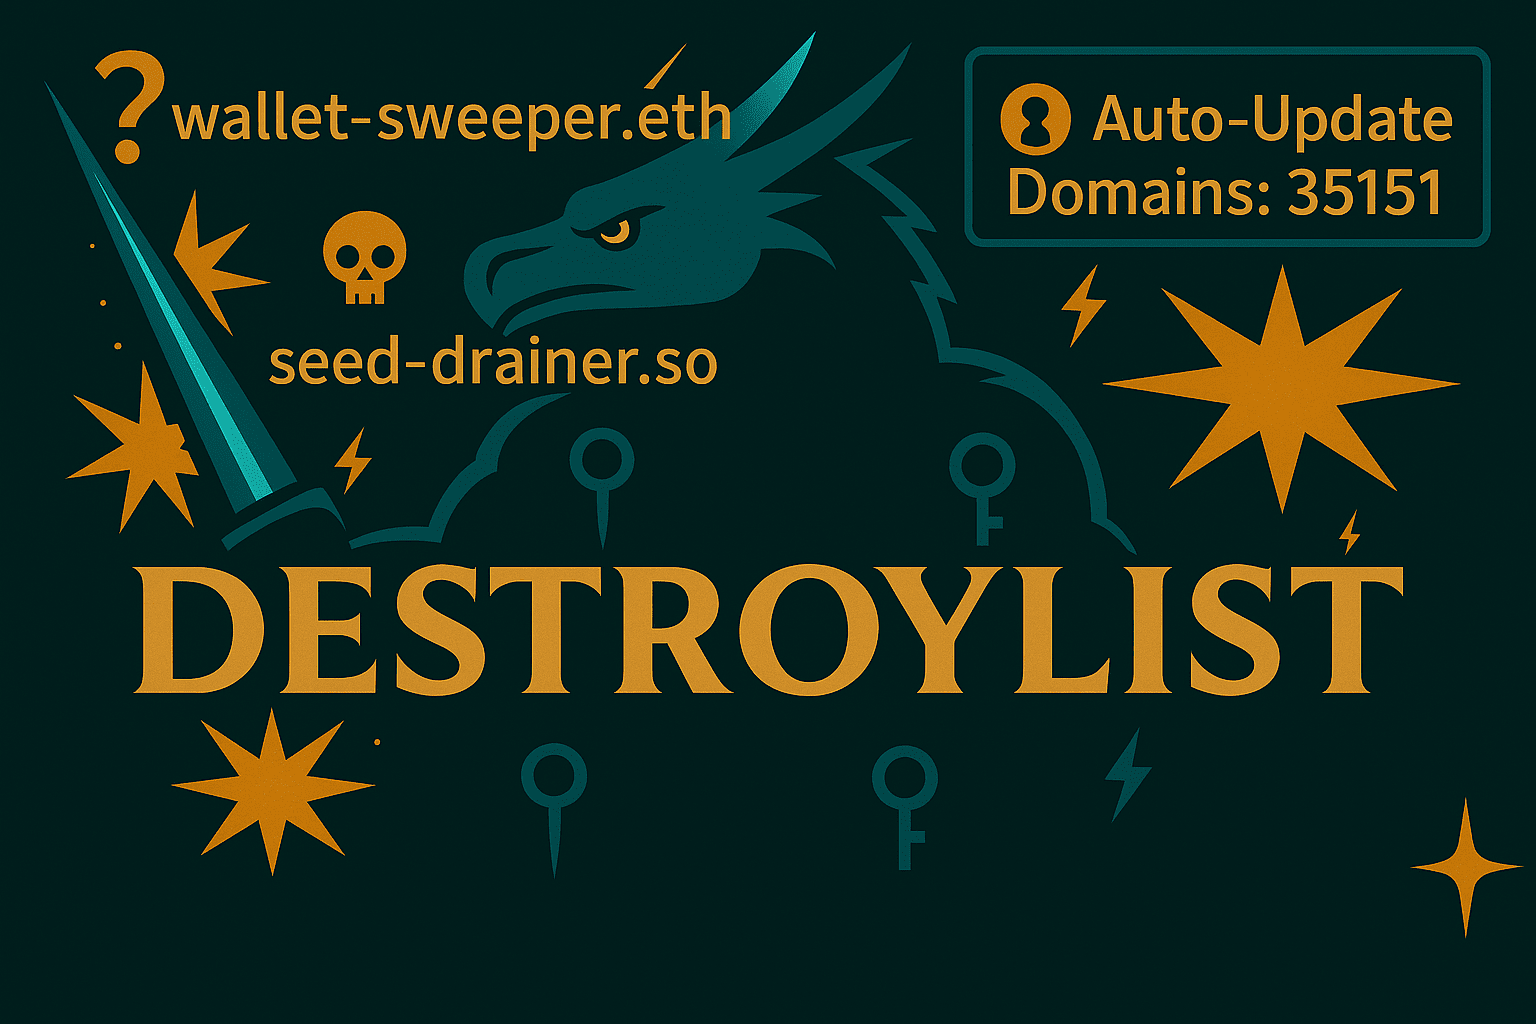 ?
wallet-sweeper.eth
Auto-Update
Domains: 35151
seed-drainer.so
DESTROYLIST